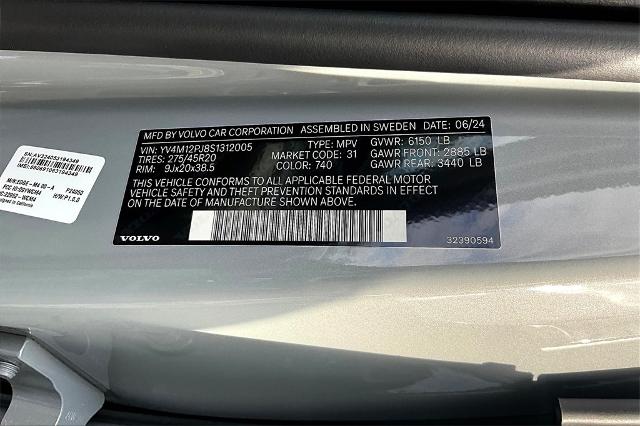 MFD BY VOLVO CAR CORPORATION ASSEMBLED IN SWEDEN DATE: 06/24
VIN: YV4M12PJ8S1312005 TYPE: MPV GVWR: 6150 LB
TIRES: 275/45R20 MARKET CODE: 31 GAWR FRONT: 2885 LB
RIM: 9Jx20x38.5 COLOR: 740 GAWR REAR: 3440 LB
THIS VEHICLE CONFORMS TO ALL APPLICABLE FEDERAL MOTOR
VEHICLE SAFETY AND THEFT PREVENTION STANDARDS IN EFFECT
ON THE DATE OF MANUFACTURE SHOWN ABOVE.
VOLVO 32390594